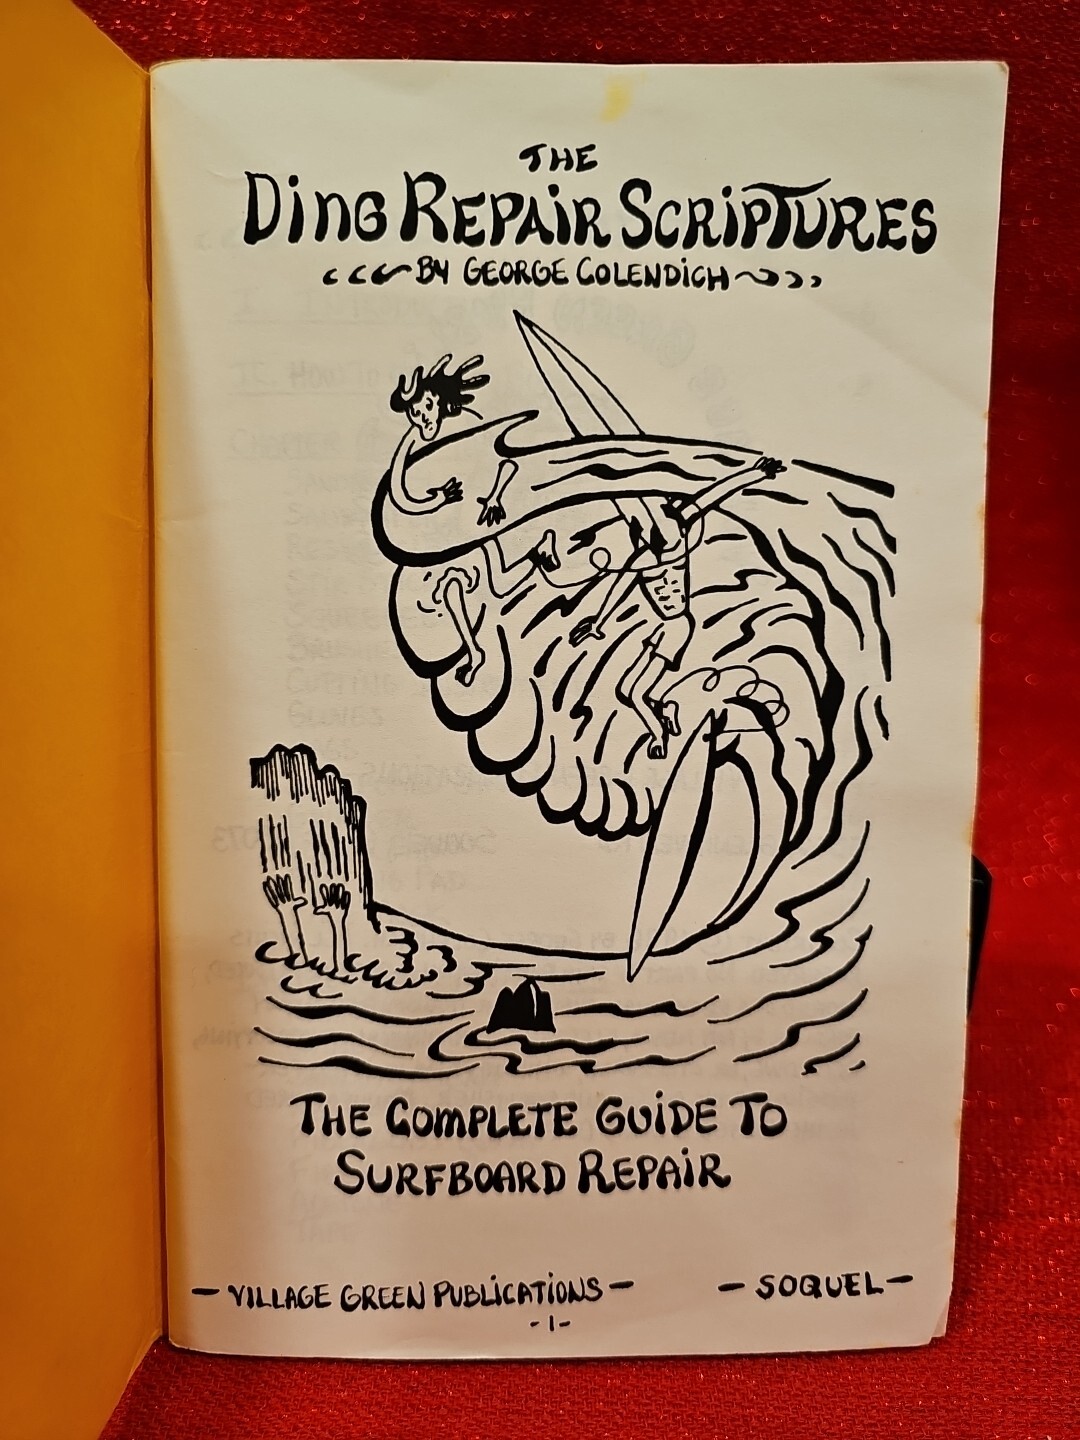 THE
DING REPAIR SCRIPTURES
BY GEORGE COLENDICH
THE COMPLETE GUIDE TO
SURFBOARD REPAIR
- VILLAGE GREEN PUBLICATIONS - - SOQUEL -
-1-